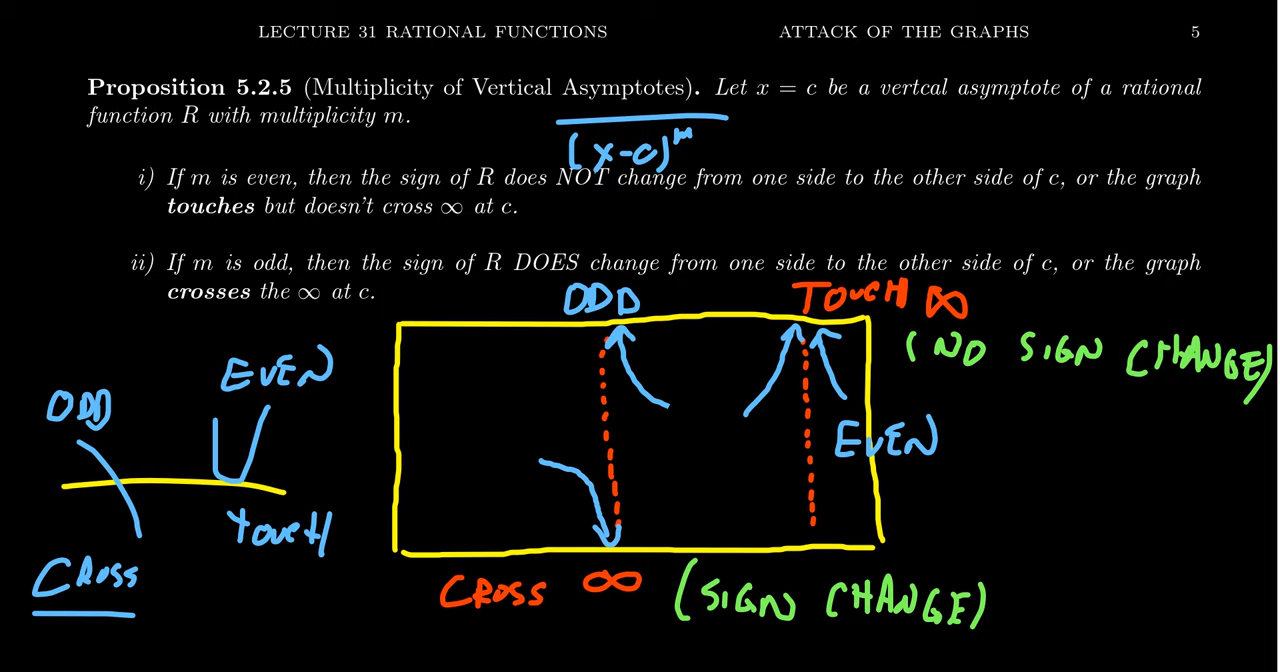 LECTURE 31 RATIONAL FUNCTIONS ATTACK OF THE GRAPHS 5
Proposition 5.2.5 (Multiplicity of Vertical Asymptotes). Let x = c be a vertcal asymptote of a rational
function R with multiplicity m.
(x-c)^m
i) If m is even, then the sign of R does NOT change from one side to the other side of c, or the graph
touches but doesn't cross ∞ at c.
ii) If m is odd, then the sign of R DOES change from one side to the other side of c, or the graph
crosses the ∞ at c.
ODD TOUCH ∞
(NO SIGN CHANGE)
EVEN
ODD
EVEN
TOUCH
CROSS
CROSS ∞ (SIGN CHANGE)